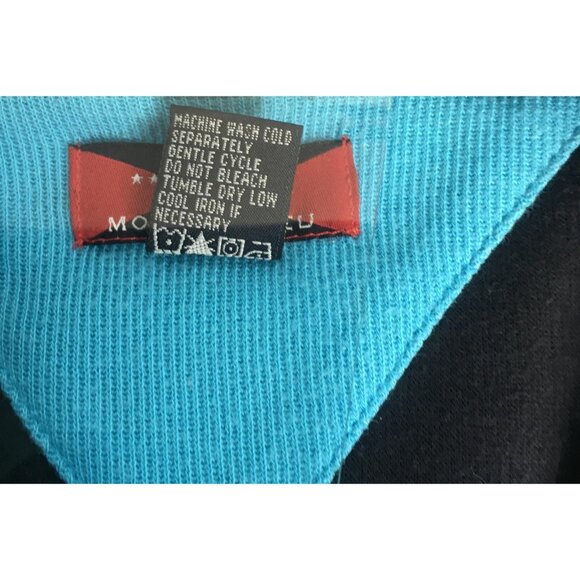 MACHINE WASH COLD
SEPARATELY
GENTLE CYCLE
DO NOT BLEACH
TUMBLE DRY LOW
COOL IRON IF
NECESSARY